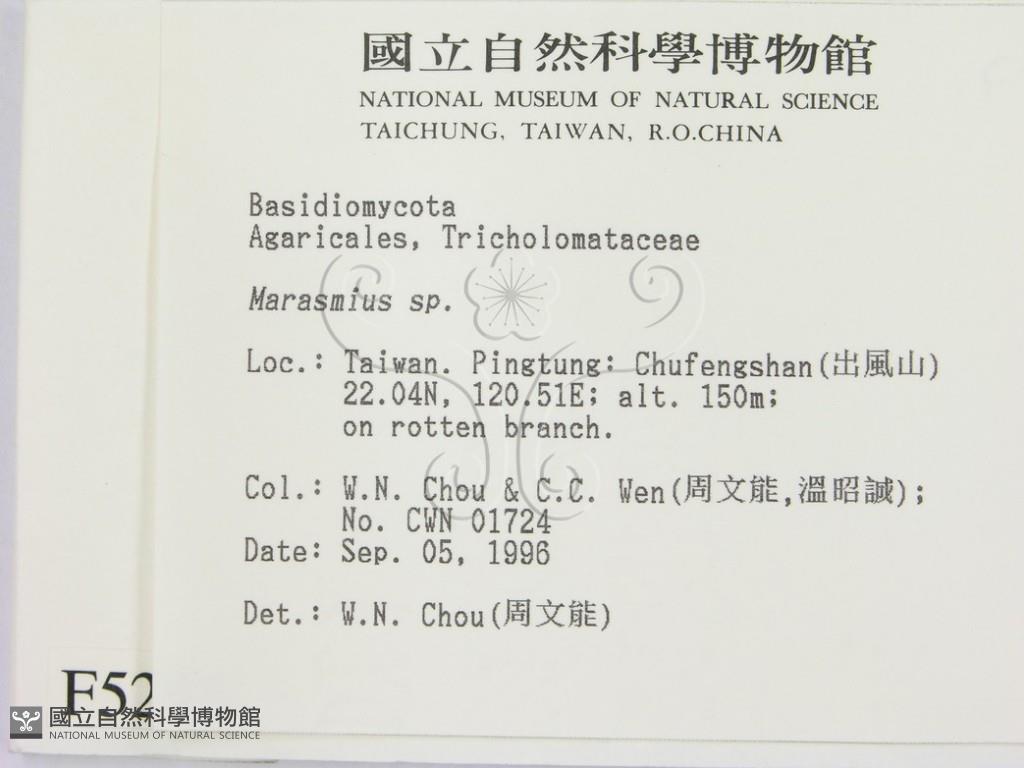 國立自然科學博物館
NATIONAL MUSEUM OF NATURAL SCIENCE
TAICHUNG, TAIWAN, R.O.CHINA
Basidiomycota
Agaricales, Tricholomataceae
Marasmius sp.
Loc.: Taiwan. Pingtung: Chufengshan(出風山)
22.04N, 120.51E; alt. 150m;
on rotten branch.
Col.: W.N. Chou & C.C. Wen(周文能,溫昭誠);
No. CWN 01724
Date: Sep. 05, 1996
Det.: W.N. Chou(周文能)
F52
國立自然科學博物館
NATIONAL MUSEUM OF NATURAL SCIENCE